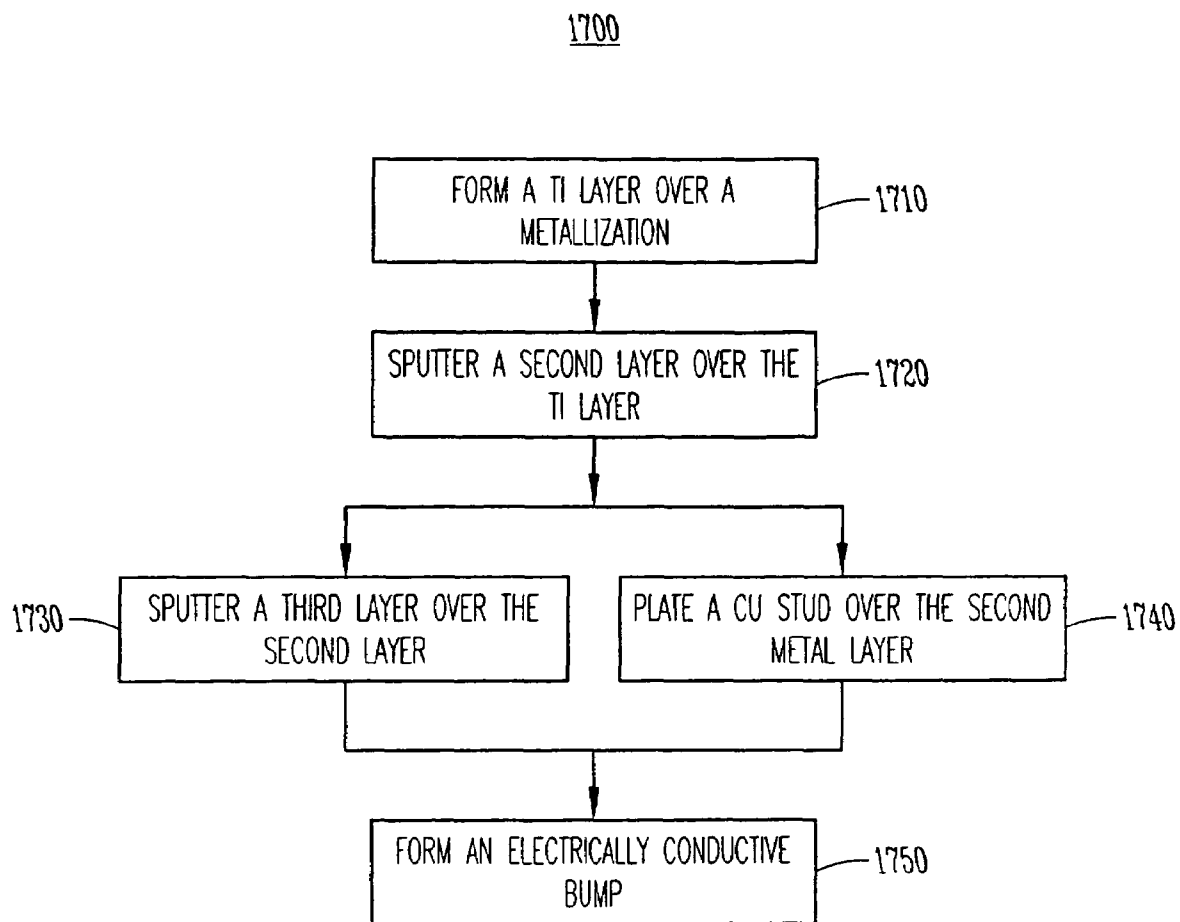 1700
FORM A TI LAYER OVER A
METALLIZATION
1710
SPUTTER A SECOND LAYER OVER THE
TI LAYER
1720
1730
SPUTTER A THIRD LAYER OVER THE
SECOND LAYER
PLATE A CU STUD OVER THE SECOND
METAL LAYER
1740
FORM AN ELECTRICALLY CONDUCTIVE
BUMP
1750